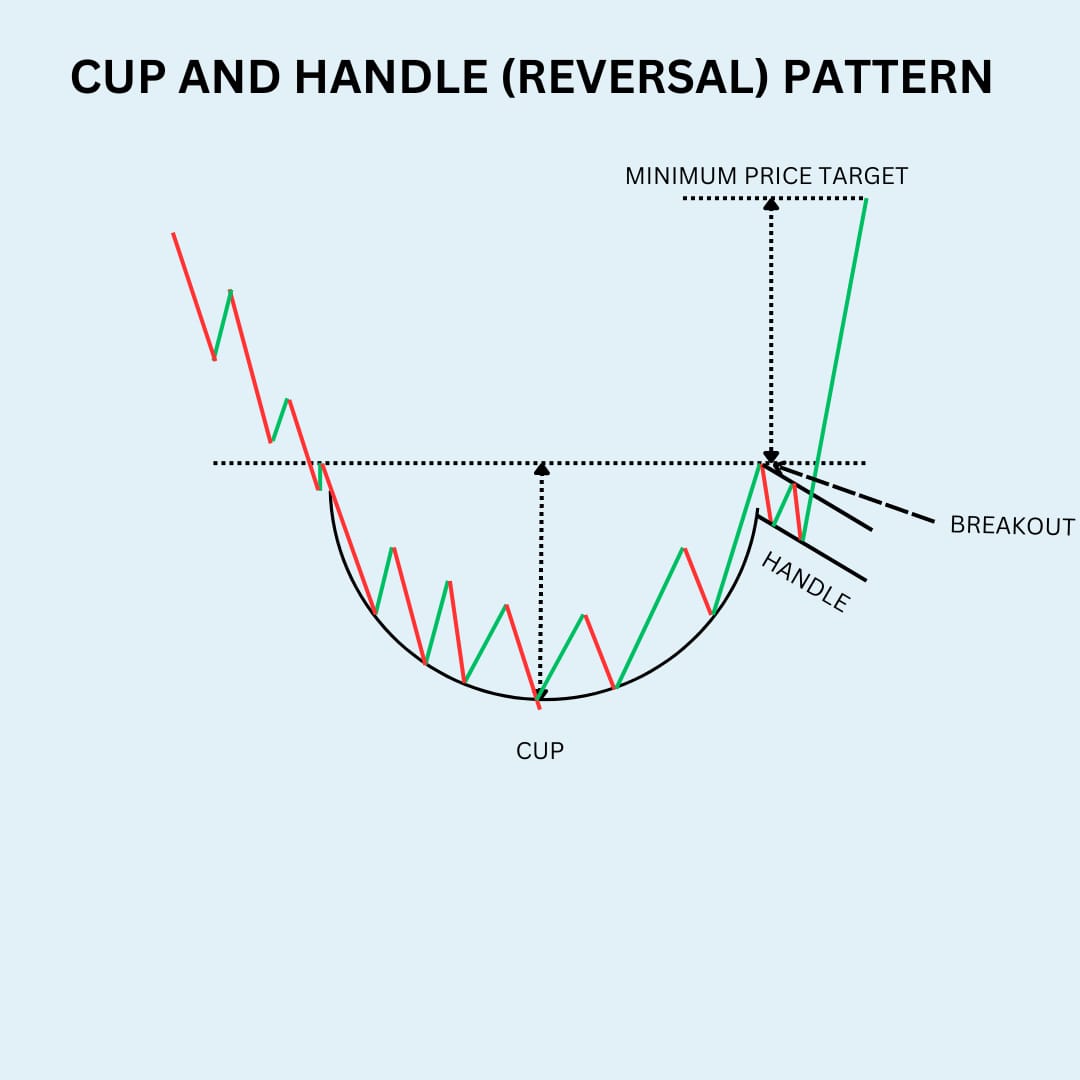 CUP AND HANDLE (REVERSAL) PATTERN
MINIMUM PRICE TARGET
BREAKOUT
HANDLE
CUP